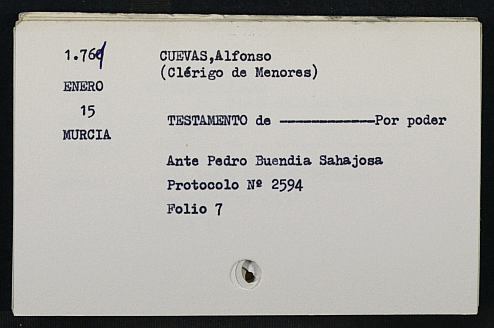 1.76
CUEVAS,Alfonso
(Clérigo de Menores)
ENERO
15
MURCIA
TESTAMENTO de -------------Por poder
Ante Pedro Buendia Sahajosa
Protocolo Nº 2594
Folio 7